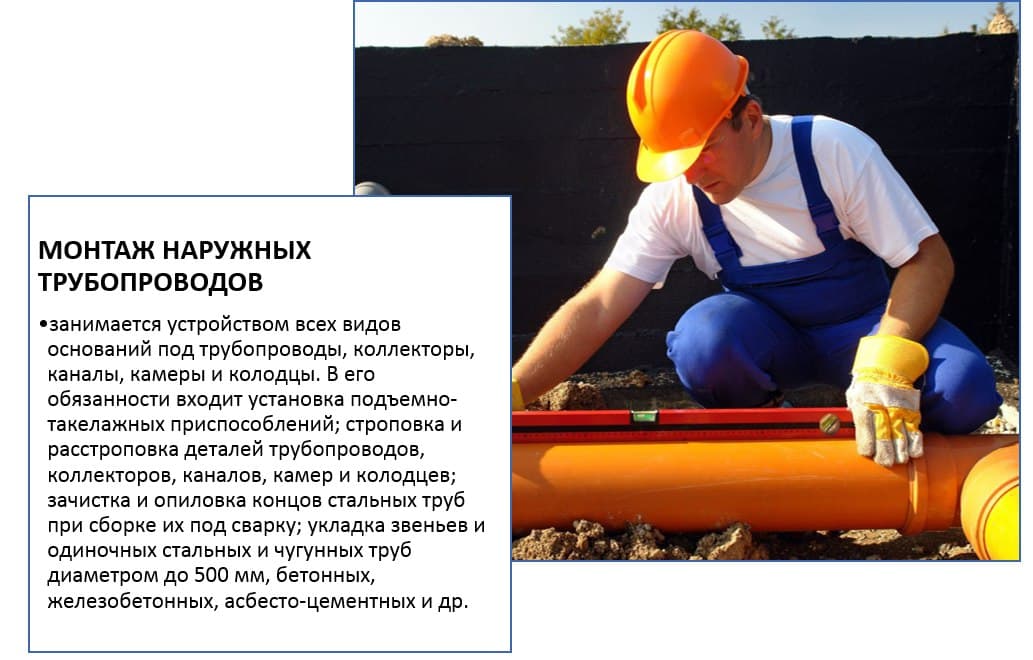 МОНТАЖ НАРУЖНЫХ
ТРУБОПРОВОДОВ
•занимается устройством всех видов
оснований под трубопроводы, коллекторы,
каналы, камеры и колодцы. В его
обязанности входит установка подъемно-
такелажных приспособлений; строповка и
расстроповка деталей трубопроводов,
коллекторов, каналов, камер и колодцев;
зачистка и опиловка концов стальных труб
при сборке их под сварку; укладка звеньев и
одиночных стальных и чугунных труб
диаметром до 500 мм, бетонных,
железобетонных, асбесто-цементных и др.